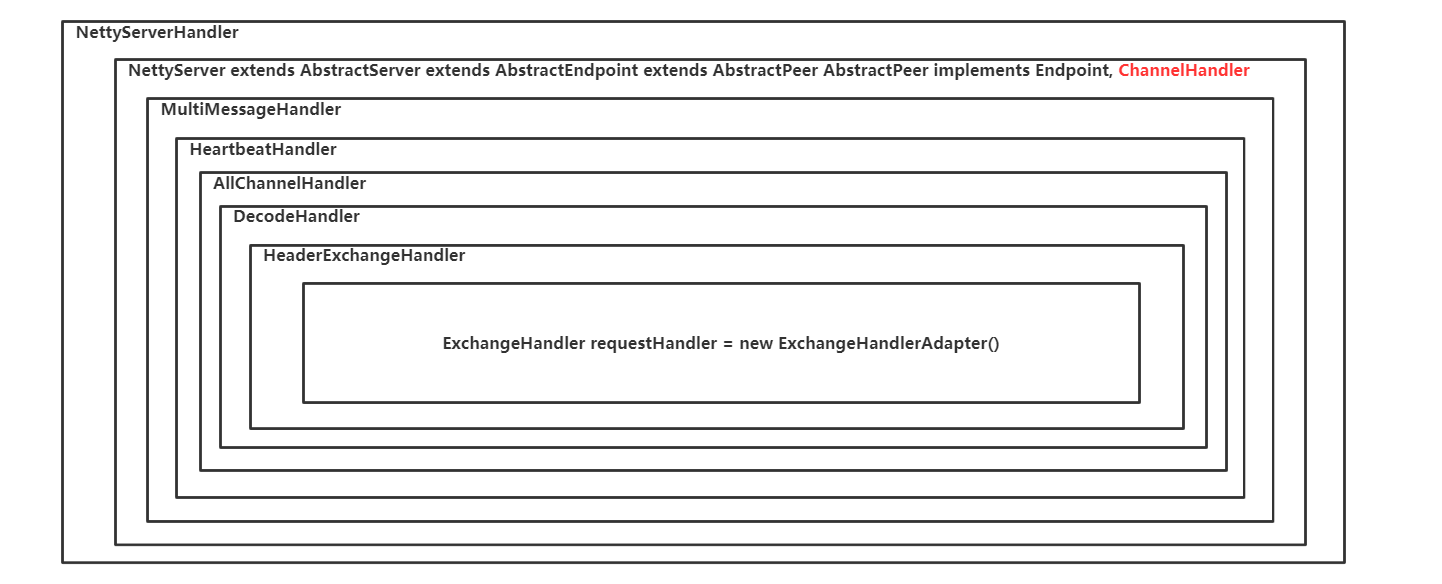 NettyServerHandler
NettyServer extends AbstractServer extends AbstractEndpoint extends AbstractPeer AbstractPeer implements Endpoint, ChannelHandler
MultiMessageHandler
HeartbeatHandler
AllChannelHandler
DecodeHandler
HeaderExchangeHandler
ExchangeHandler requestHandler = new ExchangeHandlerAdapter()